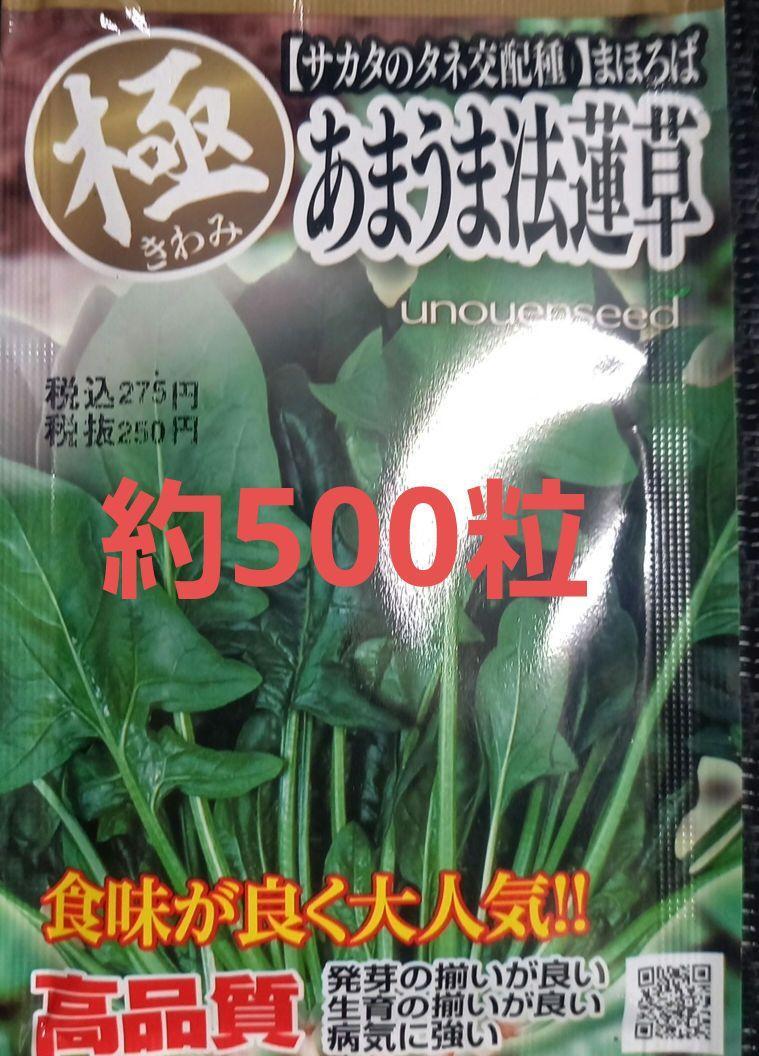 極
きわみ
【サカタのタネ交配種】まほろば
あまうま法蓮草
unouenseed
税込275円
税抜250円
約500粒
食味が良く大人気!!
高品質
発芽の揃いが良い
生育の揃いが良い
病気に強い